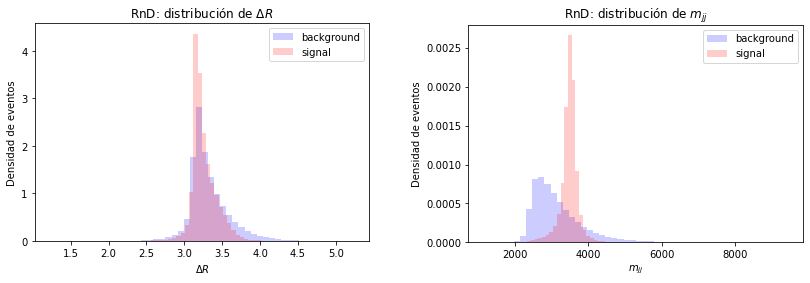 RnD: distribución de ΔR
Densidad de eventos
4
3
2
1
0
1.5 2.0 2.5 3.0 3.5 4.0 4.5 5.0
ΔR
background
signal
RnD: distribución de mjj
Densidad de eventos
0.0025
0.0020
0.0015
0.0010
0.0005
0.0000
2000 4000 6000 8000
mjj
background
signal